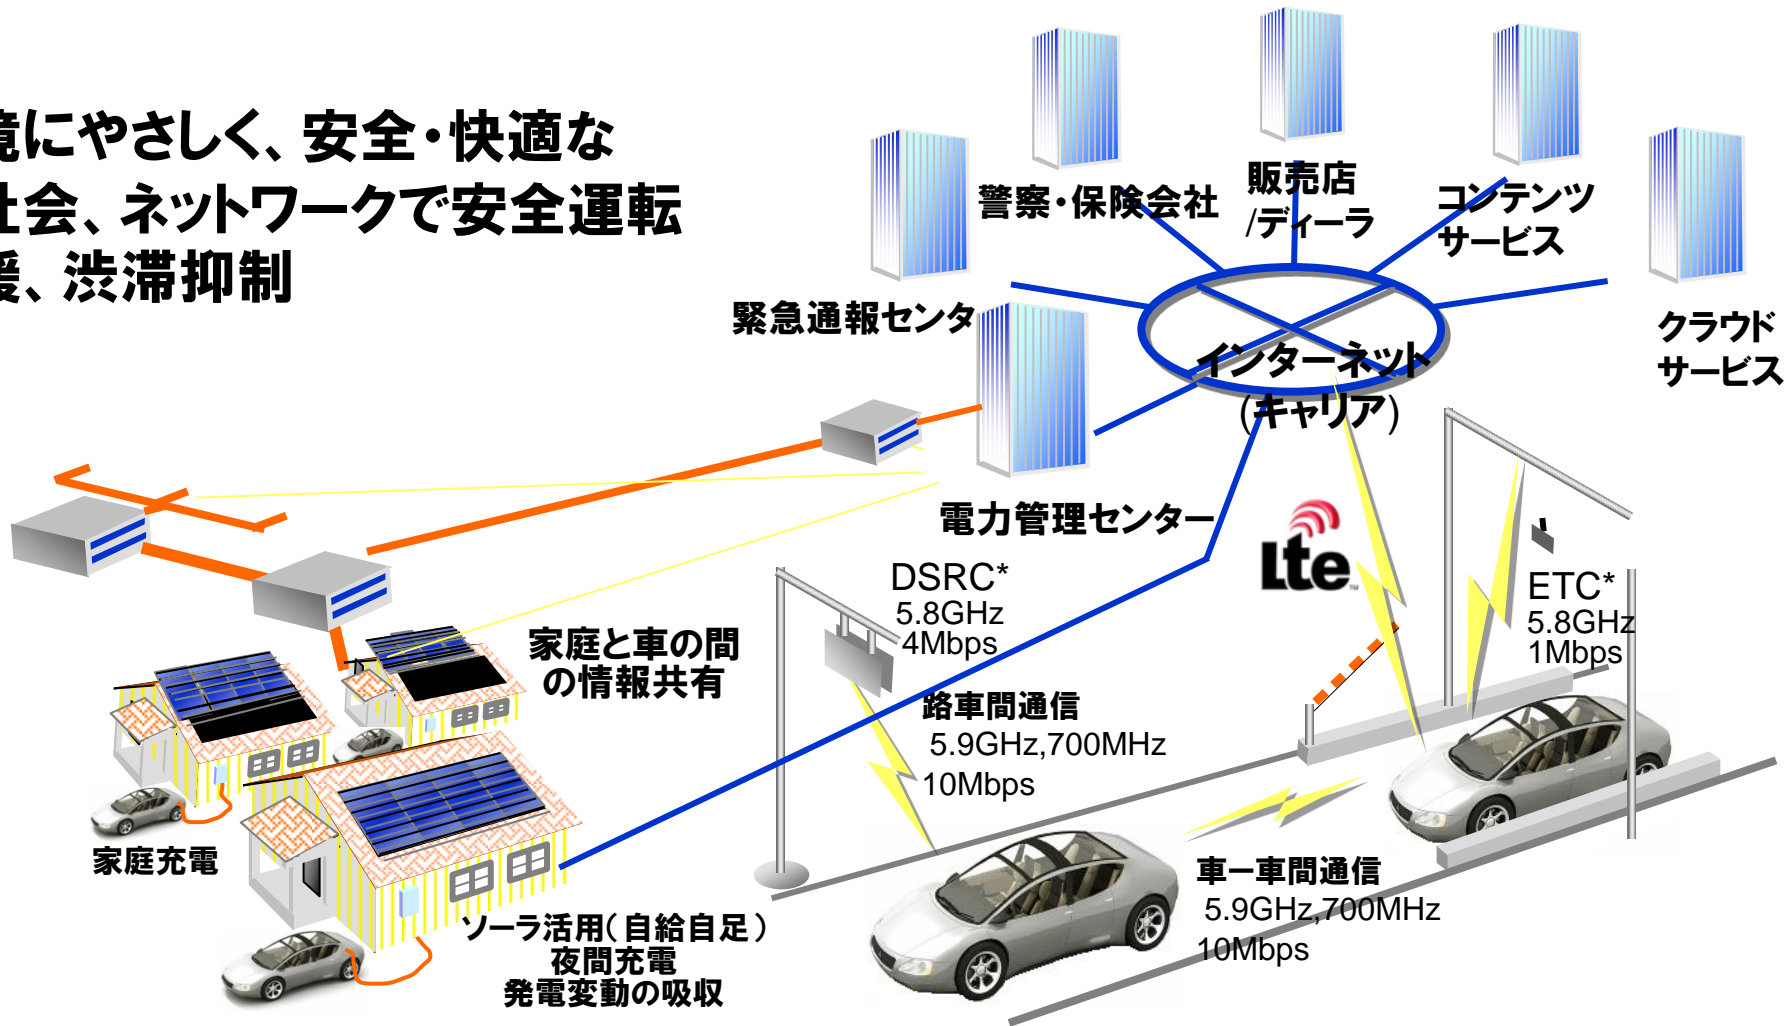 境にやさしく、安全・快適な
社会、ネットワークで安全運転
援、渋滞抑制
警察・保険会社
販売店
/ディーラ
コンテンツ
サービス
緊急通報センタ
クラウド
サービス
インターネット
(キャリア)
電力管理センター
Lte
TM
DSRC*
5.8GHz
4Mbps
ETC*
5.8GHz
1Mbps
家庭と車の間
の情報共有
路車間通信
5.9GHz,700MHz
10Mbps
家庭充電
車ー車間通信
5.9GHz,700MHz
10Mbps
ソーラ活用(自給自足)
夜間充電
発電変動の吸収